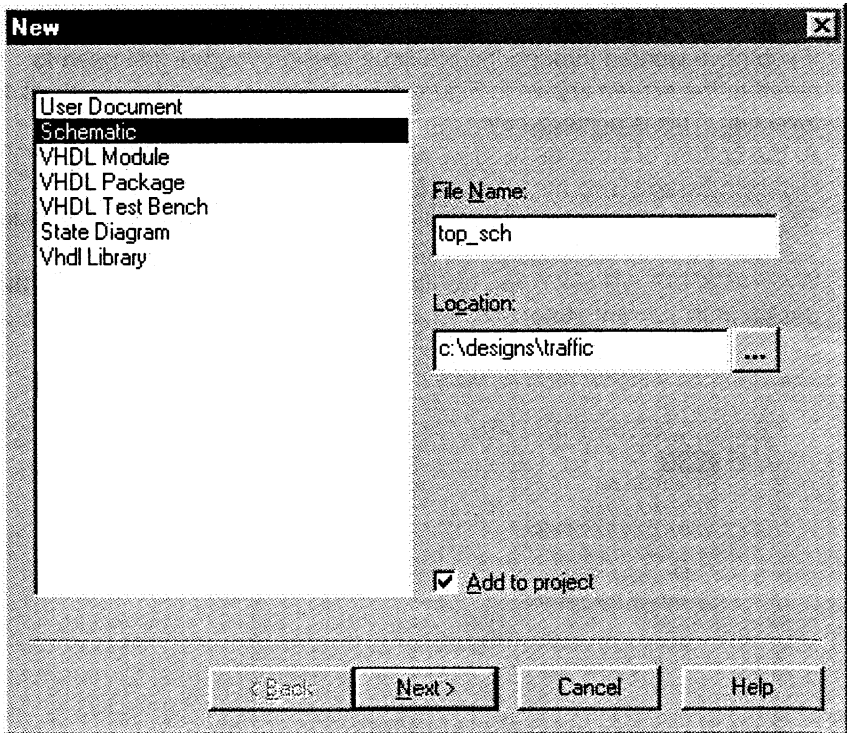 New
User Document
Schematic
VHDL Module
VHDL Package
VHDL Test Bench
State Diagram
Vhdl Library
File Name:
top_sch
Location:
c:\designs\traffic
...
Add to project
< Back
Next >
Cancel
Help